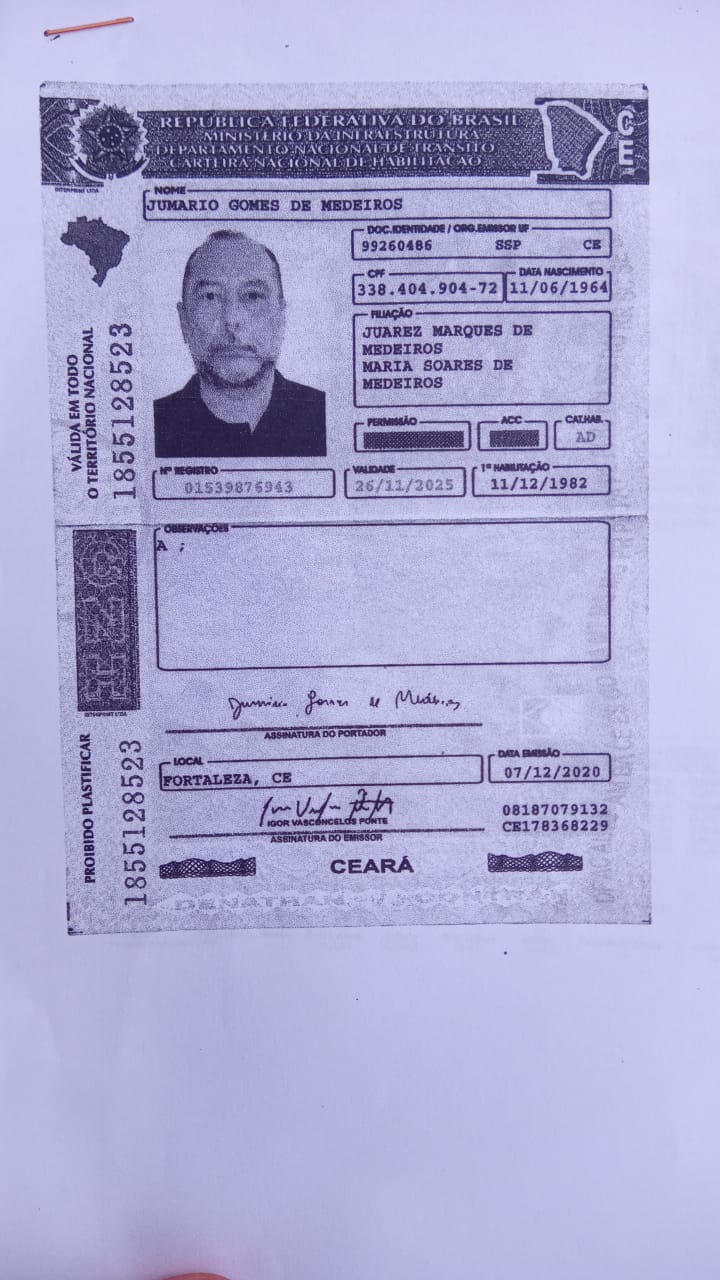 REPÚBLICA FEDERATIVA DO BRASIL
MINISTÉRIO DA INFRAESTRUTURA
DEPARTAMENTO NACIONAL DE TRÂNSITO
CARTEIRA NACIONAL DE HABILITAÇÃO
CE
INTERPRINT LTDA
NOME
JUMARIO GOMES DE MEDEIROS
DOC. IDENTIDADE / ORG. EMISSOR UF
99260486 SSP CE
CPF DATA NASCIMENTO
338.404.904-72 11/06/1964
FILIAÇÃO
JUAREZ MARQUES DE
MEDEIROS
MARIA SOARES DE
MEDEIROS
PERMISSÃO ACC CAT.HAB.
AD
Nº REGISTRO VALIDADE 1ª HABILITAÇÃO
01539876943 26/11/2025 11/12/1982
VÁLIDA EM TODO
O TERRITÓRIO NACIONAL
1855128523
OBSERVAÇÕES
A ;
INTERPRINT LTDA
ASSINATURA DO PORTADOR
LOCAL DATA EMISSÃO
FORTALEZA, CE 07/12/2020
IGOR VASCONCELOS PONTE
ASSINATURA DO EMISSOR
08187079132
CE178368229
PROIBIDO PLASTIFICAR
1855128523
CEARÁ
DENATRAN